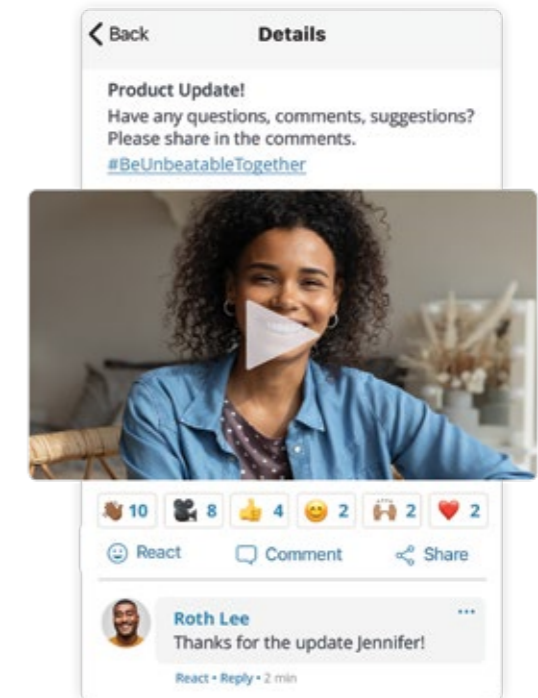 Back Details
Product Update!
Have any questions, comments, suggestions?
Please share in the comments.
#BeUnbeatableTogether
10 8 4 2 2 2
React Comment Share
Roth Lee
Thanks for the update Jennifer!
React • Reply • 2 min